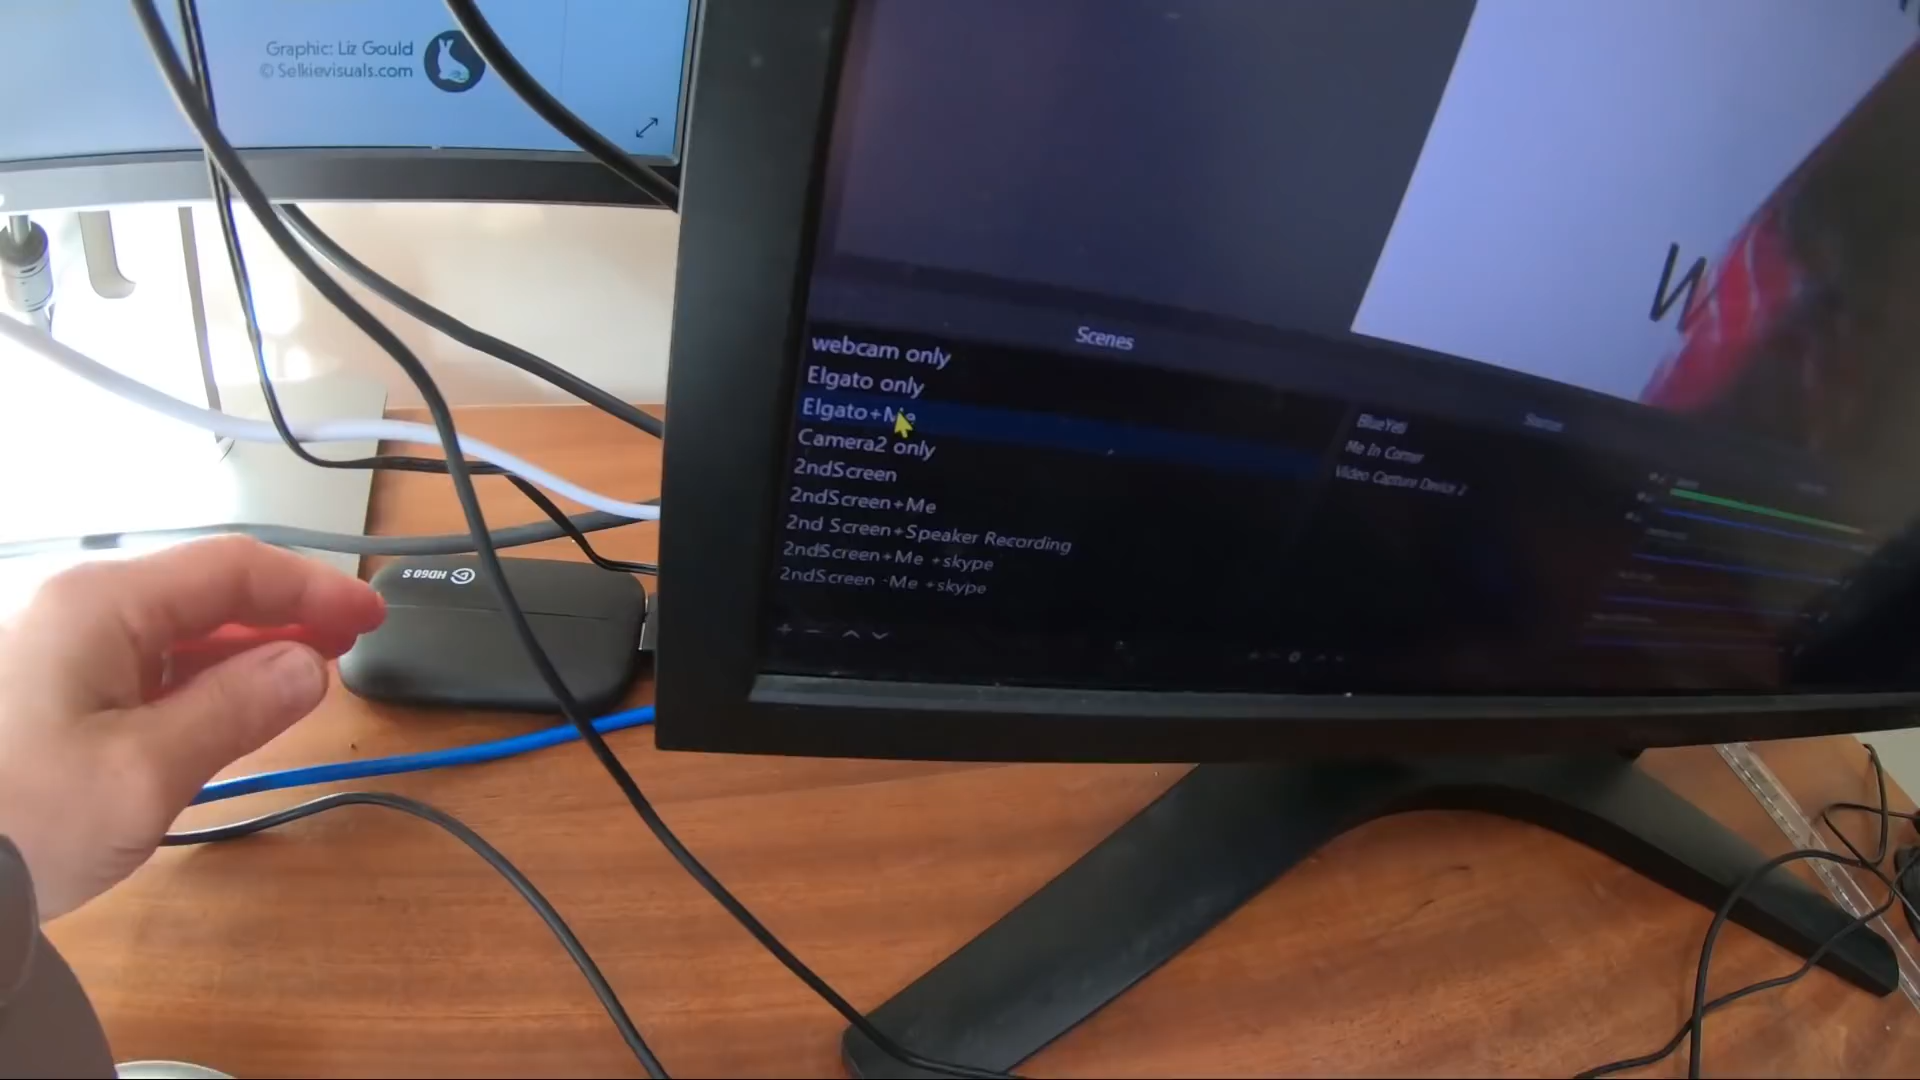 Graphic: Liz Gould
© Selkievisuals.com
HD60 S
W
Scenes
webcam only
Elgato only
Elgato+Me
Camera2 only
2ndScreen
2ndScreen+Me
2nd Screen+Speaker Recording
2ndScreen+Me +skype
2ndScreen -Me +skype
BlueYeti
Me In Corner
Video Capture Device 2